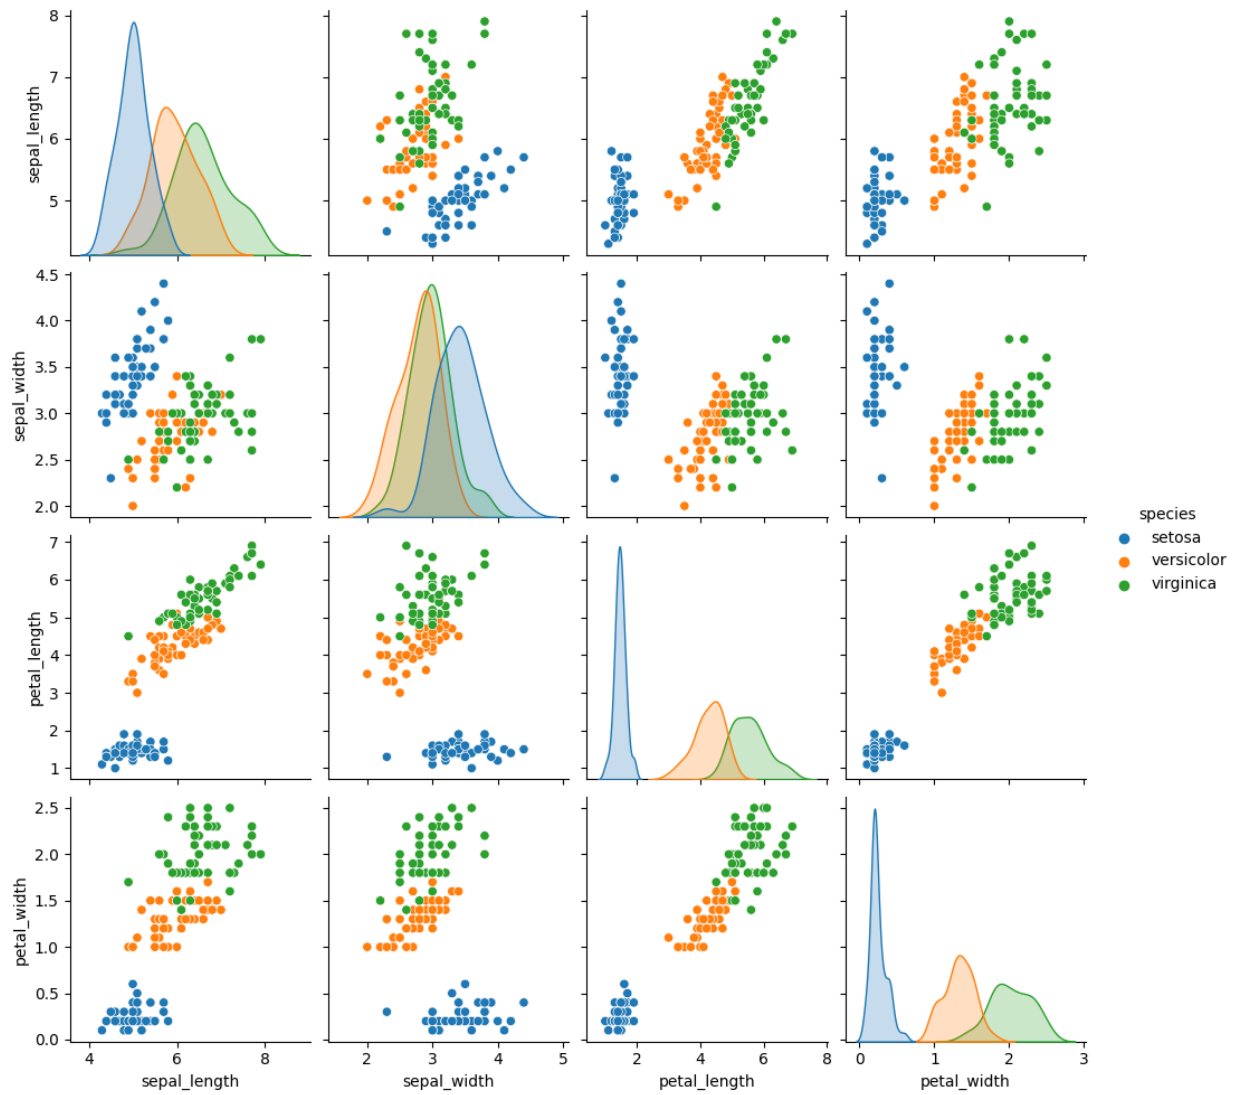 8
7
6
5
sepal_length
4.5
4.0
3.5
3.0
2.5
2.0
sepal_width
species
setosa
versicolor
virginica
7
6
5
4
3
2
1
petal_length
2.5
2.0
1.5
1.0
0.5
0.0
petal_width
4 6 8
sepal_length
2 3 4 5
sepal_width
2 4 6 8
petal_length
0 1 2 3
petal_width